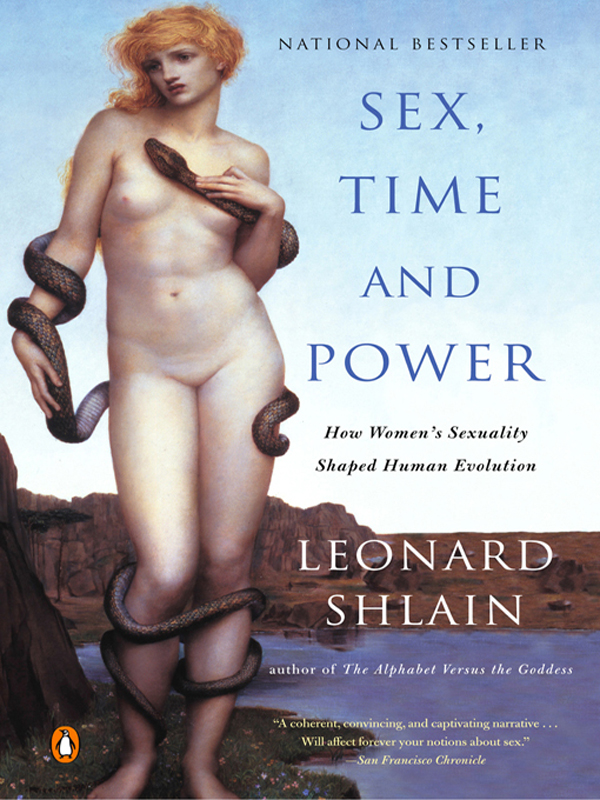 NATIONAL BESTSELLER
SEX,
TIME
AND
POWER
How Women's Sexuality
Shaped Human Evolution
LEONARD
SHLAIN
author of The Alphabet Versus the Goddess
“A coherent, convincing, and captivating narrative . . .
Will affect forever your notions about sex.”
—San Francisco Chronicle